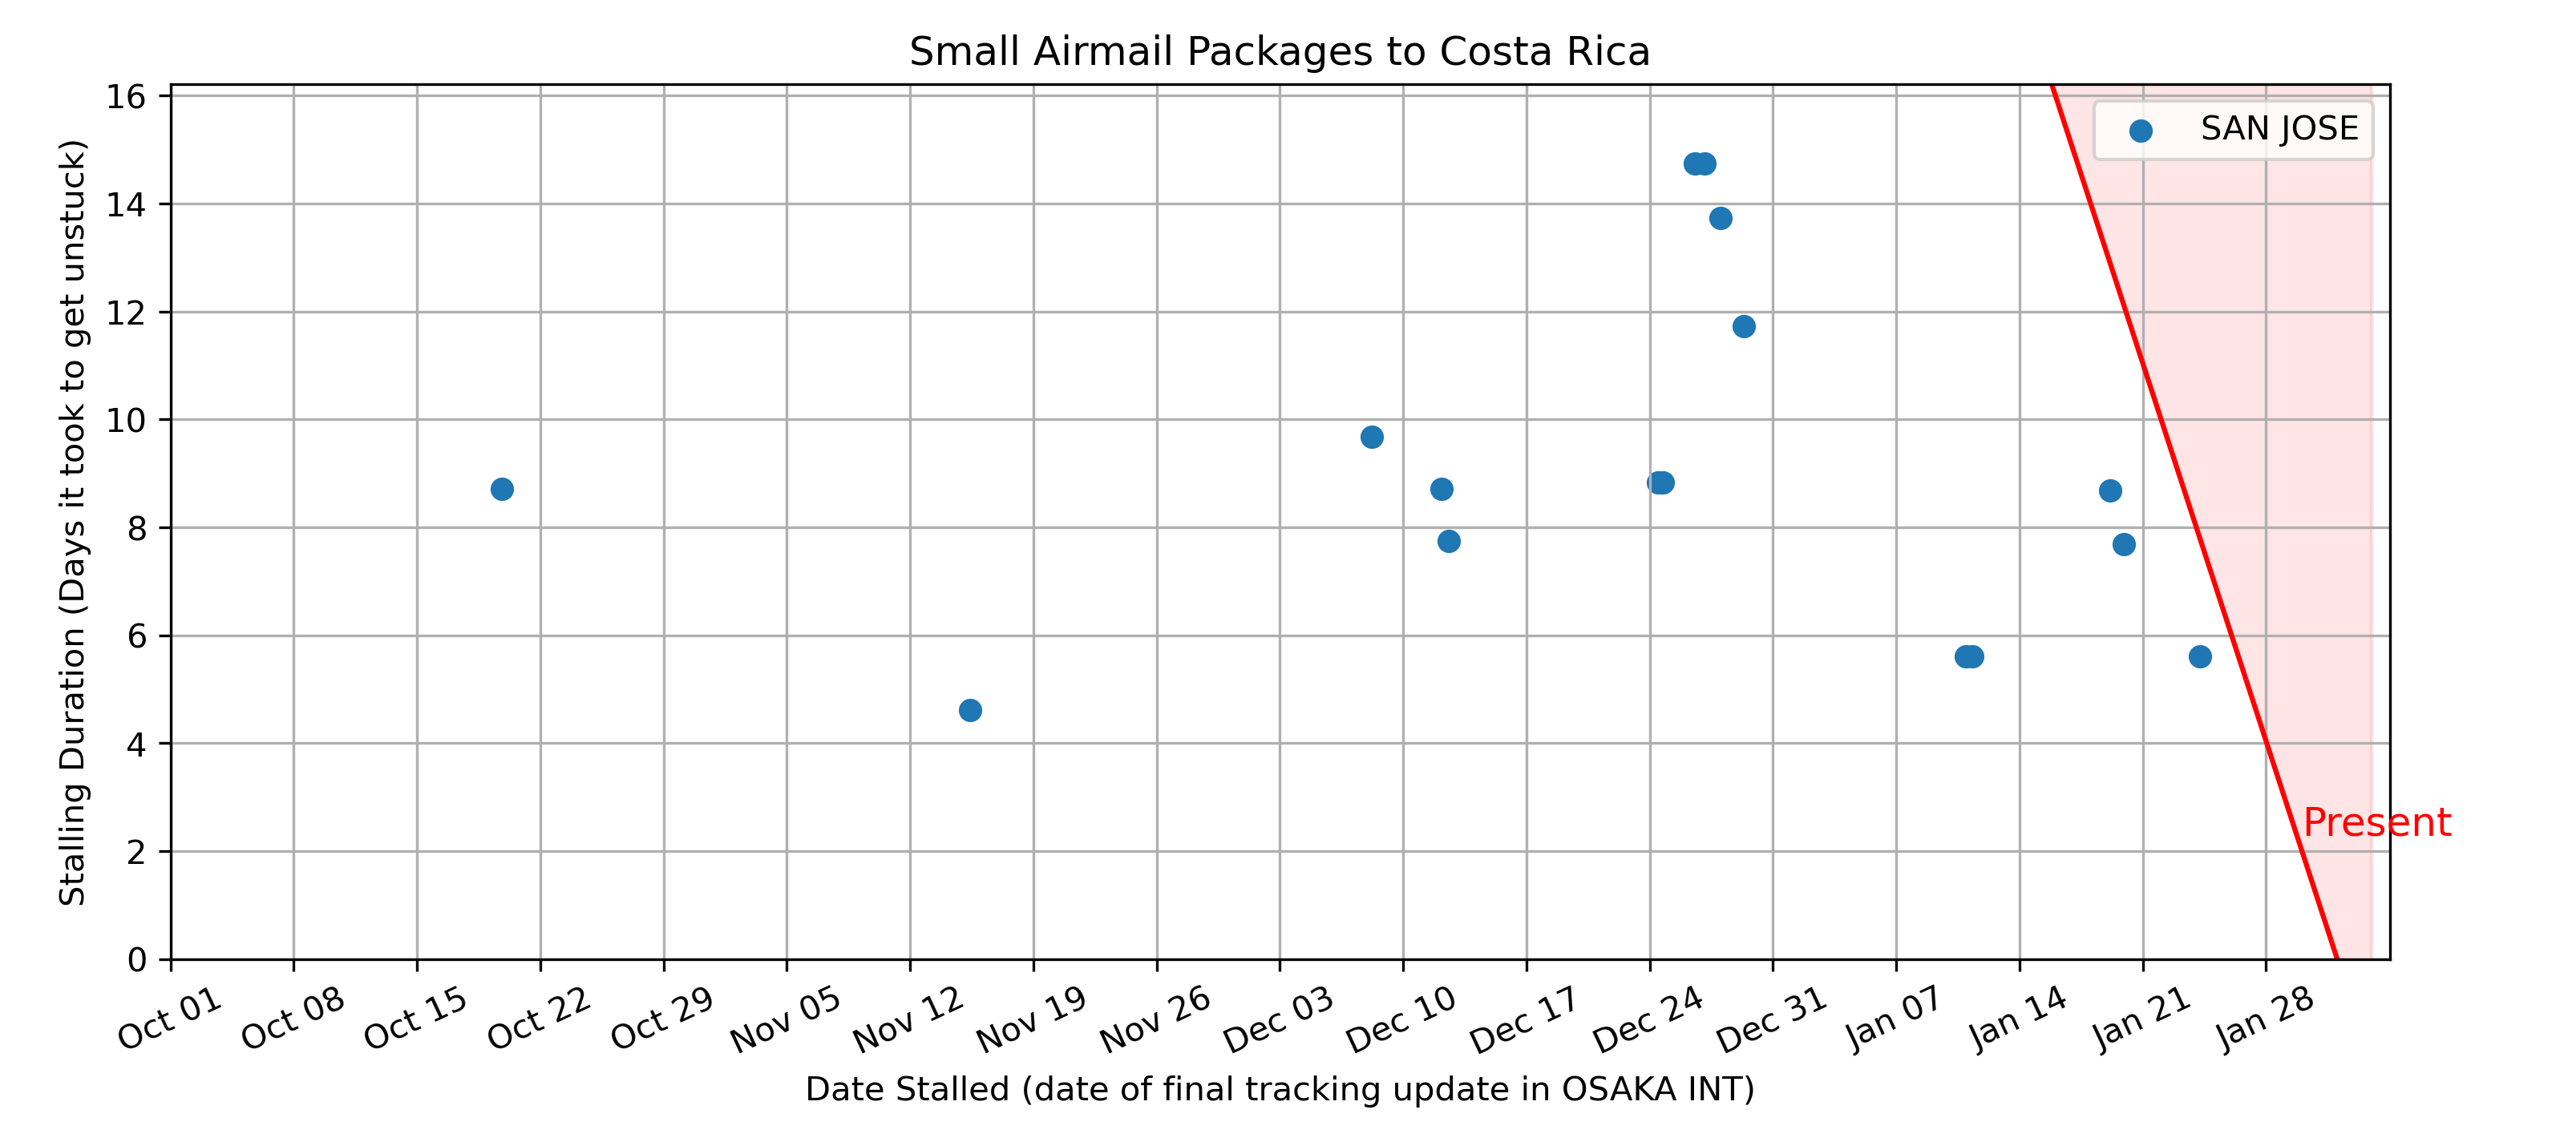 Small Airmail Packages to Costa Rica
Stalling Duration (Days it took to get unstuck)
16
14
12
10
8
6
4
2
0
SAN JOSE
Present
Oct 01 Oct 08 Oct 15 Oct 22 Oct 29 Nov 05 Nov 12 Nov 19 Nov 26 Dec 03 Dec 10 Dec 17 Dec 24 Dec 31 Jan 07 Jan 14 Jan 21 Jan 28
Date Stalled (date of final tracking update in OSAKA INT)